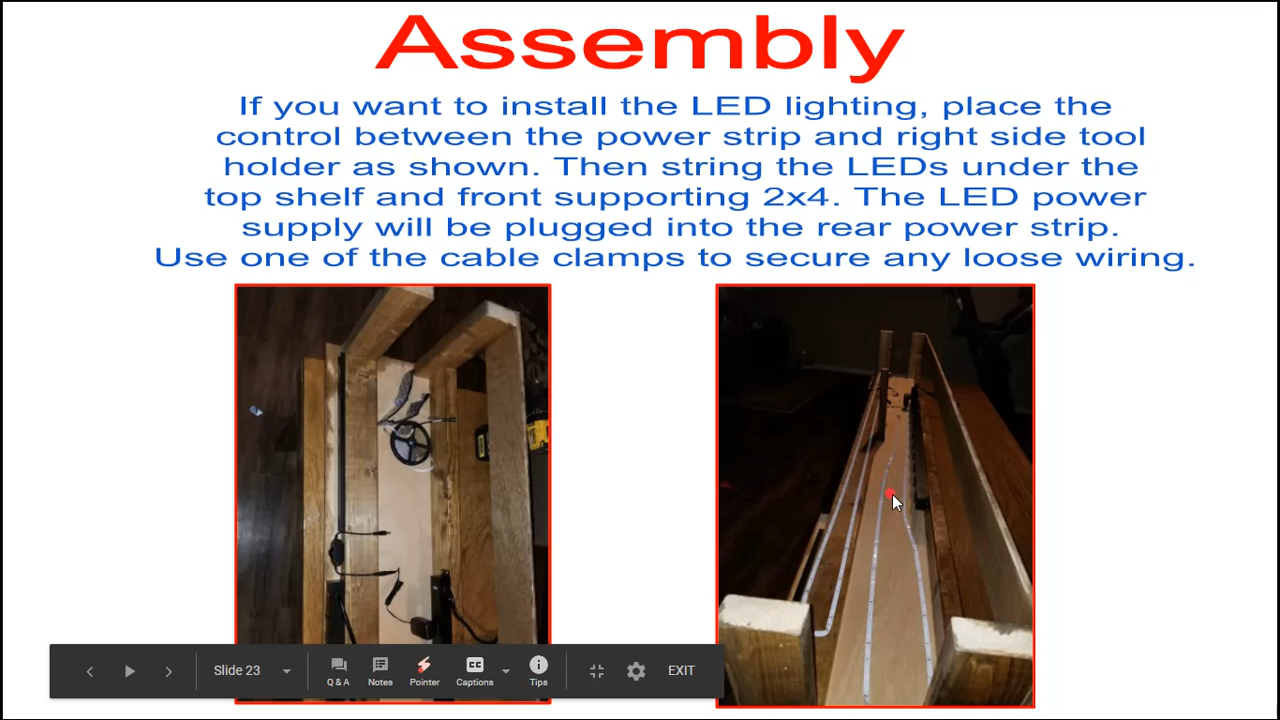 Assembly
If you want to install the LED lighting, place the
control between the power strip and right side tool
holder as shown. Then string the LEDs under the
top shelf and front supporting 2x4. The LED power
supply will be plugged into the rear power strip.
Use one of the cable clamps to secure any loose wiring.
Slide 23
Q & A
Notes
Pointer
Captions
Tips
EXIT